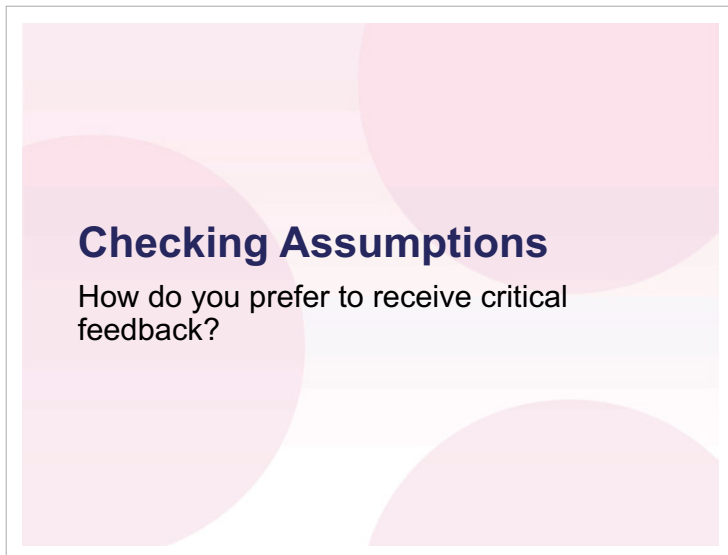 Checking Assumptions
How do you prefer to receive critical
feedback?